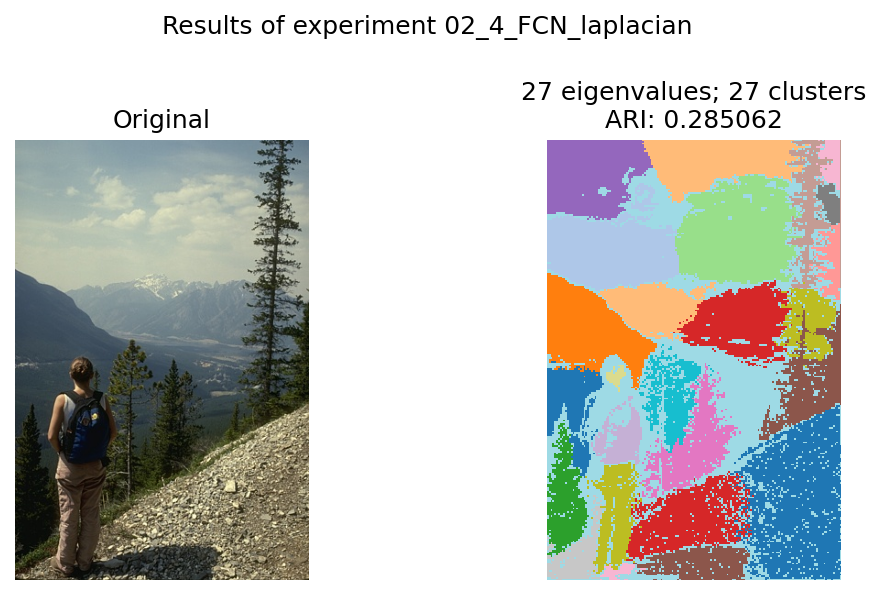 Results of experiment 02_4_FCN_laplacian
Original
27 eigenvalues; 27 clusters
ARI: 0.285062